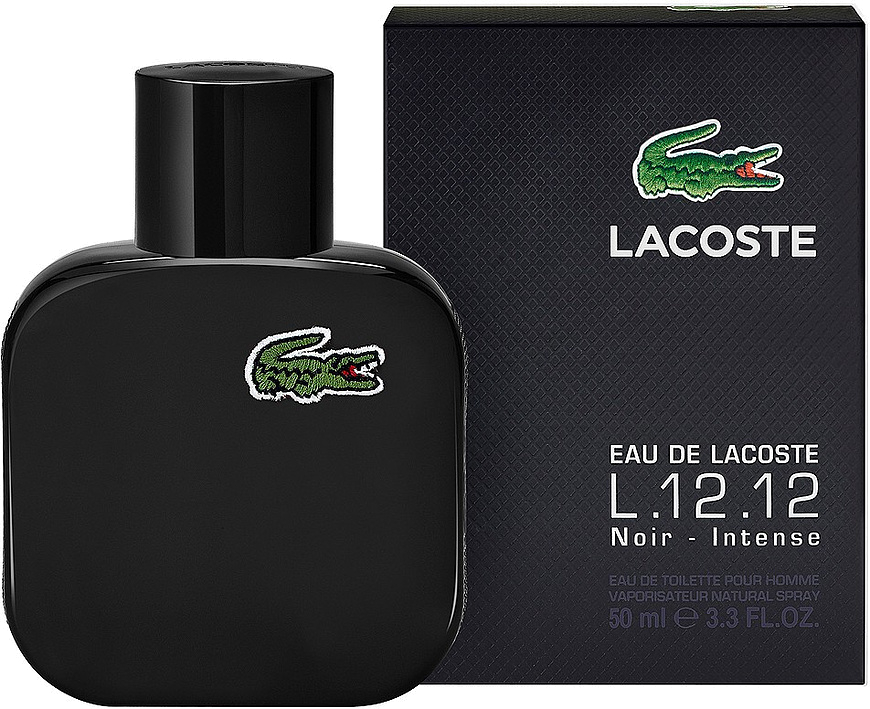 LACOSTE
LACOSTE
EAU DE LACOSTE
L.12.12
Noir - Intense
EAU DE TOILETTE POUR HOMME
VAPORISATEUR NATURAL SPRAY
50 ml ℮ 3.3 FL.OZ.